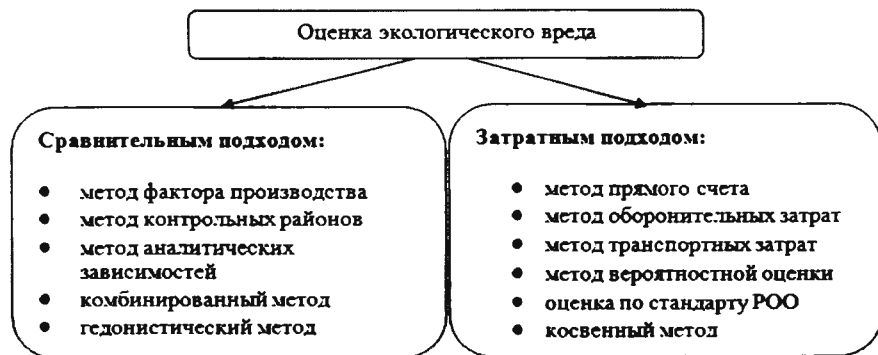 Оценка экологического вреда
Сравнительным подходом:
• метод фактора производства
• метод контрольных районов
• метод аналитических
зависимостей
• комбинированный метод
• гедонистический метод
Затратным подходом:
• метод прямого счета
• метод оборонительных затрат
• метод транспортных затрат
• метод вероятностной оценки
• оценка по стандарту РОО
• косвенный метод